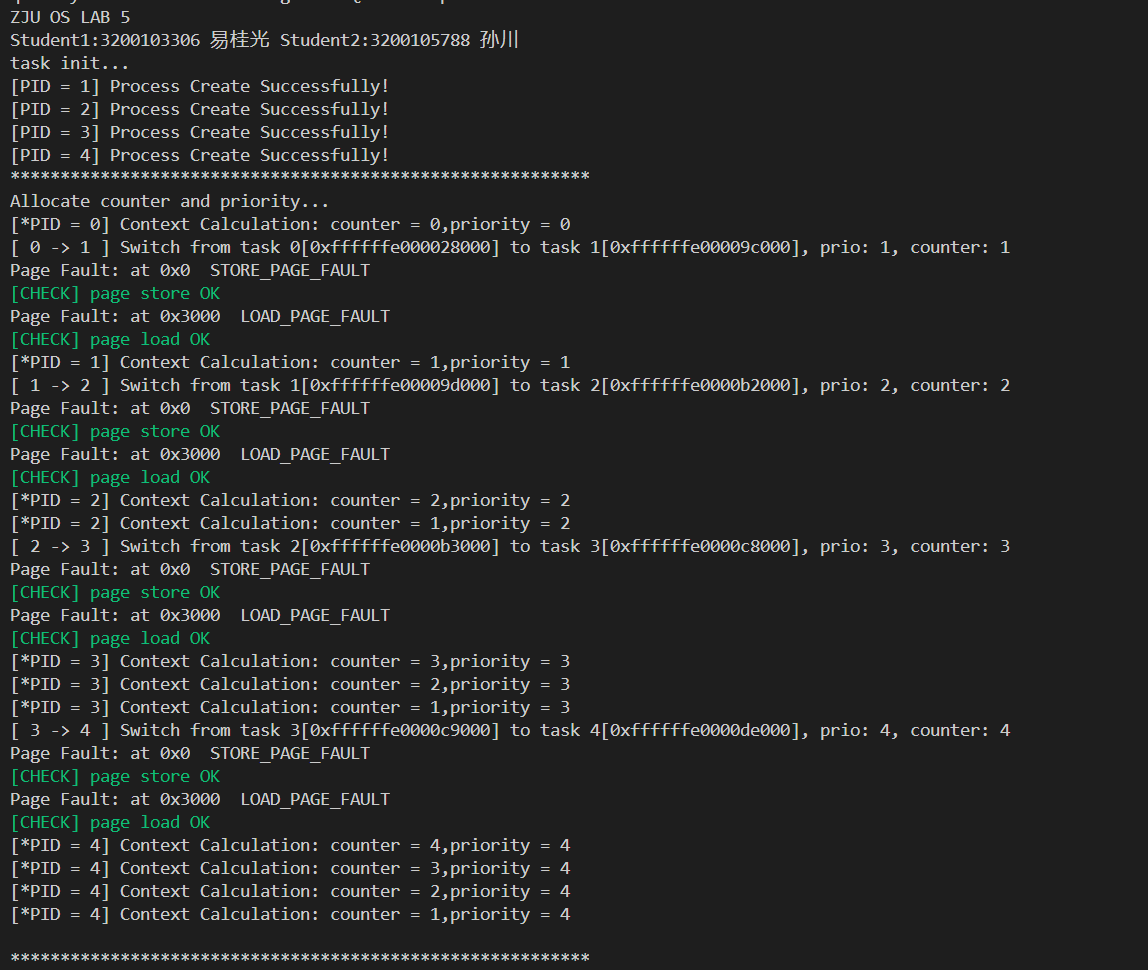 ZJU OS LAB 5
Student1:3200103306 易桂光 Student2:3200105788 孙川
task init...
[PID = 1] Process Create Successfully!
[PID = 2] Process Create Successfully!
[PID = 3] Process Create Successfully!
[PID = 4] Process Create Successfully!
**********************************************************
Allocate counter and priority...
[*PID = 0] Context Calculation: counter = 0,priority = 0
[ 0 -> 1 ] Switch from task 0[0xffffffe000028000] to task 1[0xffffffe00009c000], prio: 1, counter: 1
Page Fault: at 0x0  STORE_PAGE_FAULT
[CHECK] page store OK
Page Fault: at 0x3000  LOAD_PAGE_FAULT
[CHECK] page load OK
[*PID = 1] Context Calculation: counter = 1,priority = 1
[ 1 -> 2 ] Switch from task 1[0xffffffe00009d000] to task 2[0xffffffe0000b2000], prio: 2, counter: 2
Page Fault: at 0x0  STORE_PAGE_FAULT
[CHECK] page store OK
Page Fault: at 0x3000  LOAD_PAGE_FAULT
[CHECK] page load OK
[*PID = 2] Context Calculation: counter = 2,priority = 2
[*PID = 2] Context Calculation: counter = 1,priority = 2
[ 2 -> 3 ] Switch from task 2[0xffffffe0000b3000] to task 3[0xffffffe0000c8000], prio: 3, counter: 3
Page Fault: at 0x0  STORE_PAGE_FAULT
[CHECK] page store OK
Page Fault: at 0x3000  LOAD_PAGE_FAULT
[CHECK] page load OK
[*PID = 3] Context Calculation: counter = 3,priority = 3
[*PID = 3] Context Calculation: counter = 2,priority = 3
[*PID = 3] Context Calculation: counter = 1,priority = 3
[ 3 -> 4 ] Switch from task 3[0xffffffe0000c9000] to task 4[0xffffffe0000de000], prio: 4, counter: 4
Page Fault: at 0x0  STORE_PAGE_FAULT
[CHECK] page store OK
Page Fault: at 0x3000  LOAD_PAGE_FAULT
[CHECK] page load OK
[*PID = 4] Context Calculation: counter = 4,priority = 4
[*PID = 4] Context Calculation: counter = 3,priority = 4
[*PID = 4] Context Calculation: counter = 2,priority = 4
[*PID = 4] Context Calculation: counter = 1,priority = 4
**********************************************************